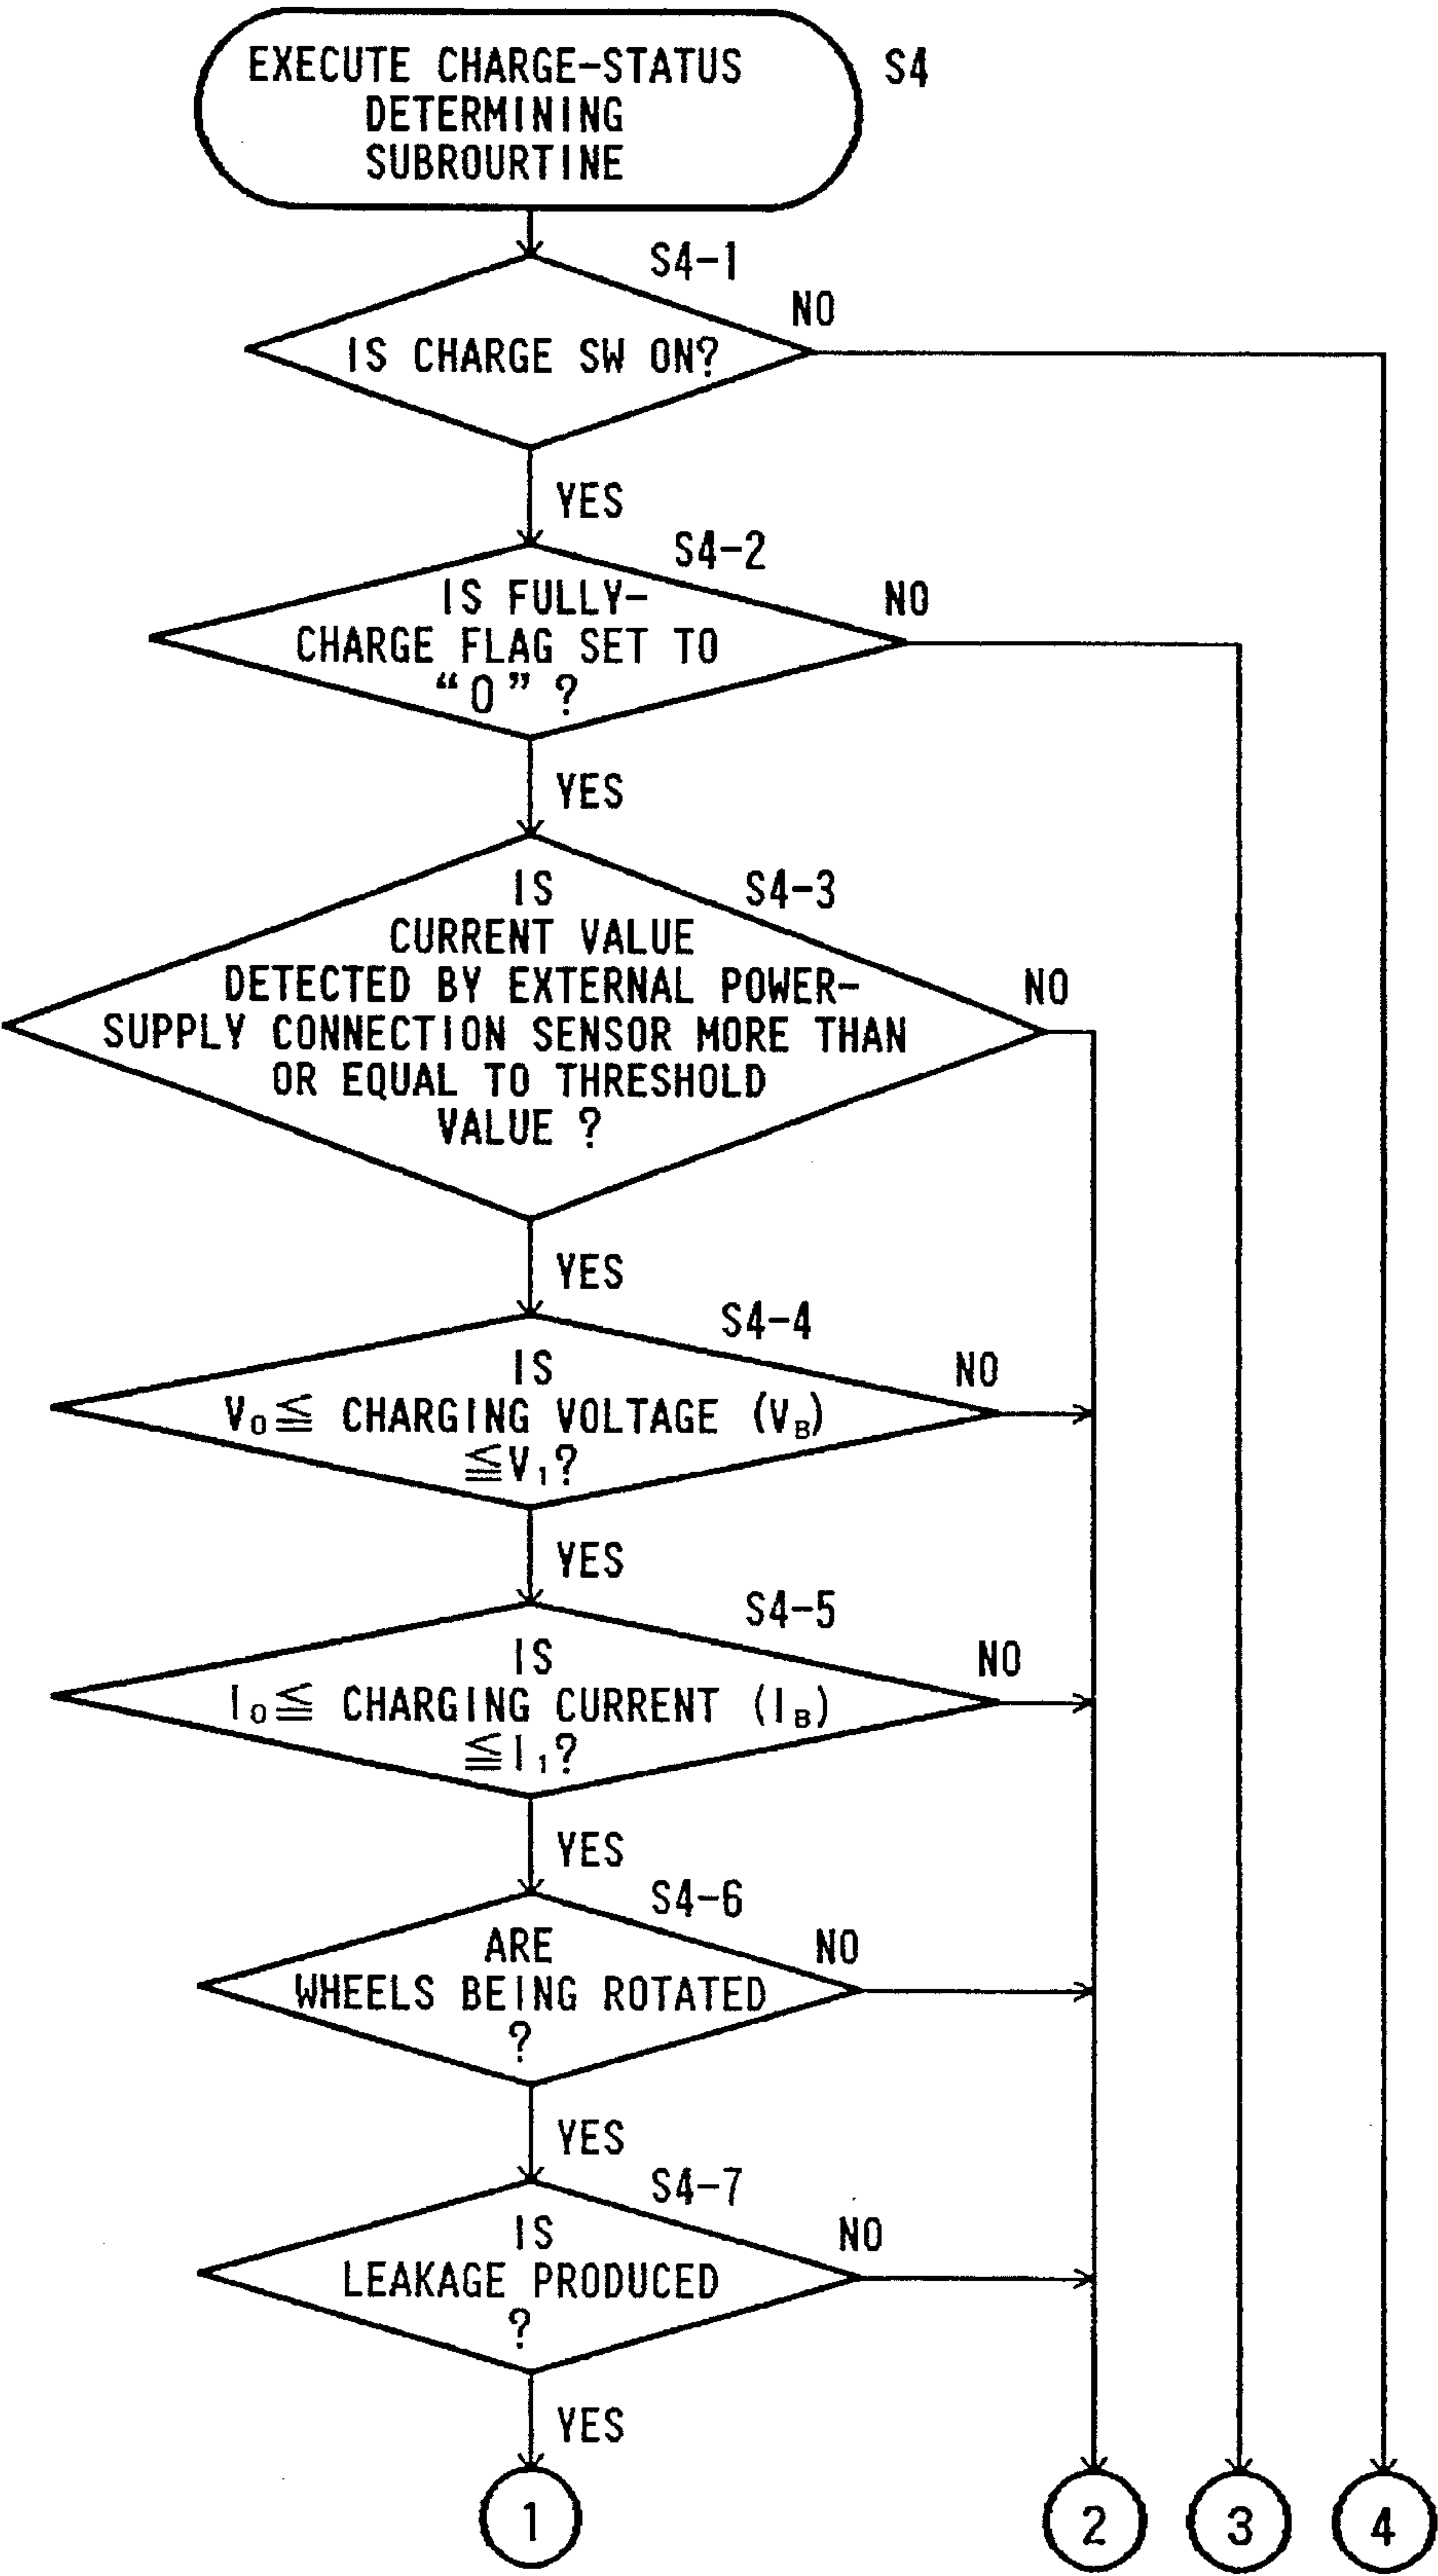 EXECUTE CHARGE-STATUS
DETERMINING
SUBROURTINE
S4
S4-1
NO
IS CHARGE SW ON?
YES
S4-2
NO
IS FULLY-
CHARGE FLAG SET TO
“0” ?
YES
S4-3
IS
CURRENT VALUE
DETECTED BY EXTERNAL POWER-
NO
SUPPLY CONNECTION SENSOR MORE THAN
OR EQUAL TO THRESHOLD
VALUE ?
YES
S4-4
IS
NO
V₀≦ CHARGING VOLTAGE (V_B)
≦V₁?
YES
S4-5
IS
NO
I₀≦ CHARGING CURRENT (I_B)
≦I₁?
YES
S4-6
ARE
NO
WHEELS BEING ROTATED
?
YES
S4-7
IS
NO
LEAKAGE PRODUCED
?
YES
1
2
3
4